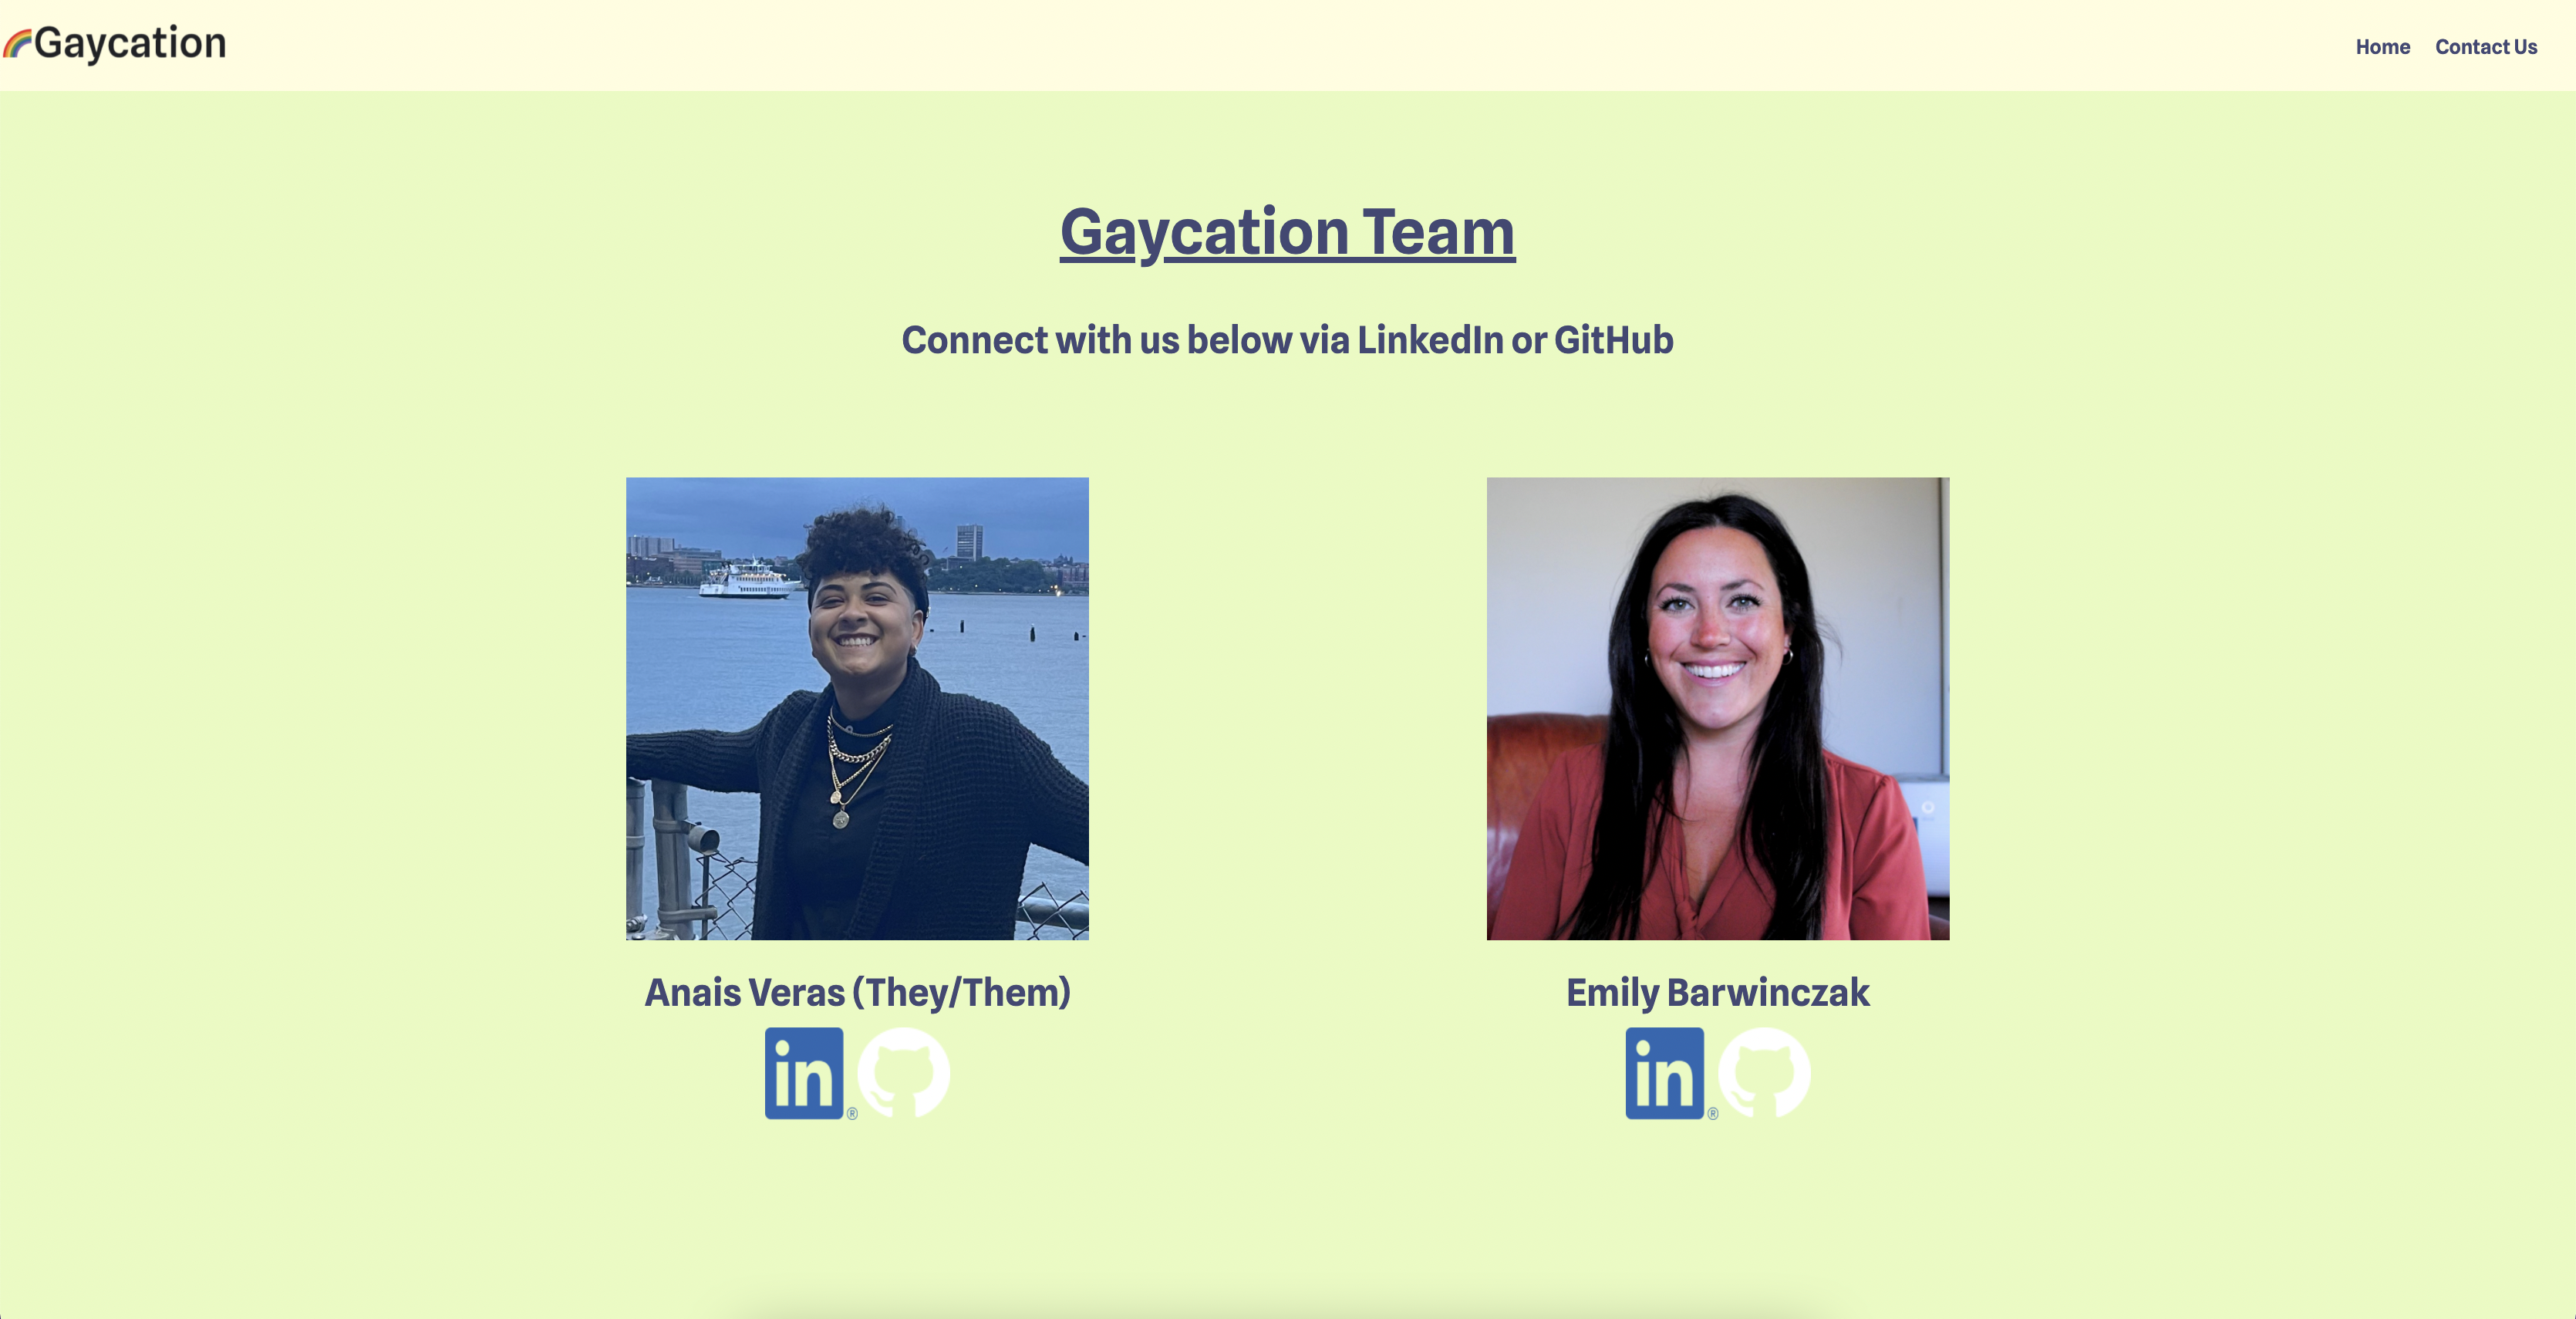 Gaycation
Home Contact Us
Gaycation Team
Connect with us below via LinkedIn or GitHub
Anais Veras (They/Them)
Emily Barwinczak
in ®
in ®